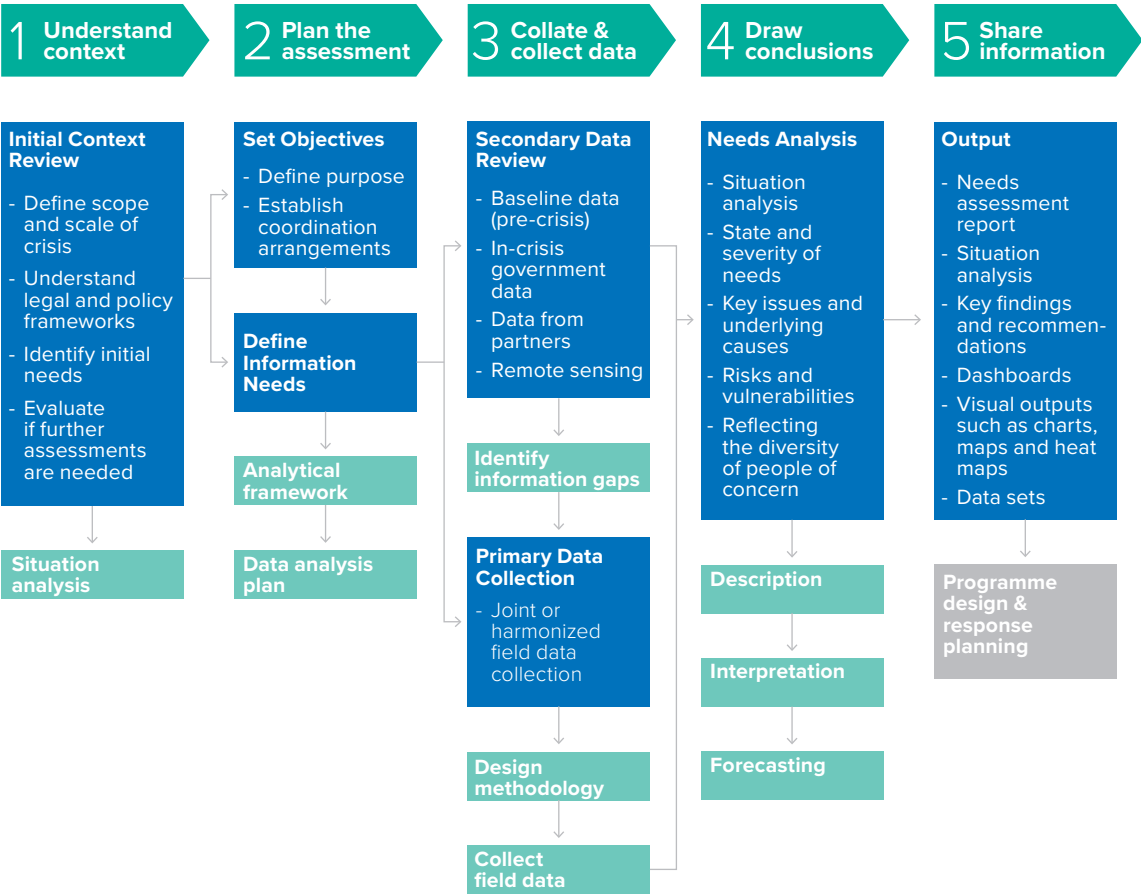 1 Understand
context
2 Plan the
assessment
3 Collate &
collect data
4 Draw
conclusions
5 Share
information
Initial Context
Review
- Define scope
and scale of
crisis
- Understand
legal and policy
frameworks
- Identify initial
needs
- Evaluate
if further
assessments
are needed
Situation
analysis
Set Objectives
- Define purpose
- Establish
coordination
arrangements
Define
Information
Needs
Analytical
framework
Data analysis
plan
Secondary Data
Review
- Baseline data
(pre-crisis)
- In-crisis
government
data
- Data from
partners
- Remote sensing
Identify
information gaps
Primary Data
Collection
- Joint or
harmonized
field data
collection
Design
methodology
Collect
field data
Needs Analysis
- Situation
analysis
- State and
severity of
needs
- Key issues and
underlying
causes
- Risks and
vulnerabilities
- Reflecting
the diversity
of people of
concern
Description
Interpretation
Forecasting
Output
- Needs
assessment
report
- Situation
analysis
- Key findings
and recommen-
dations
- Dashboards
- Visual outputs
such as charts,
maps and heat
maps
- Data sets
Programme
design &
response
planning